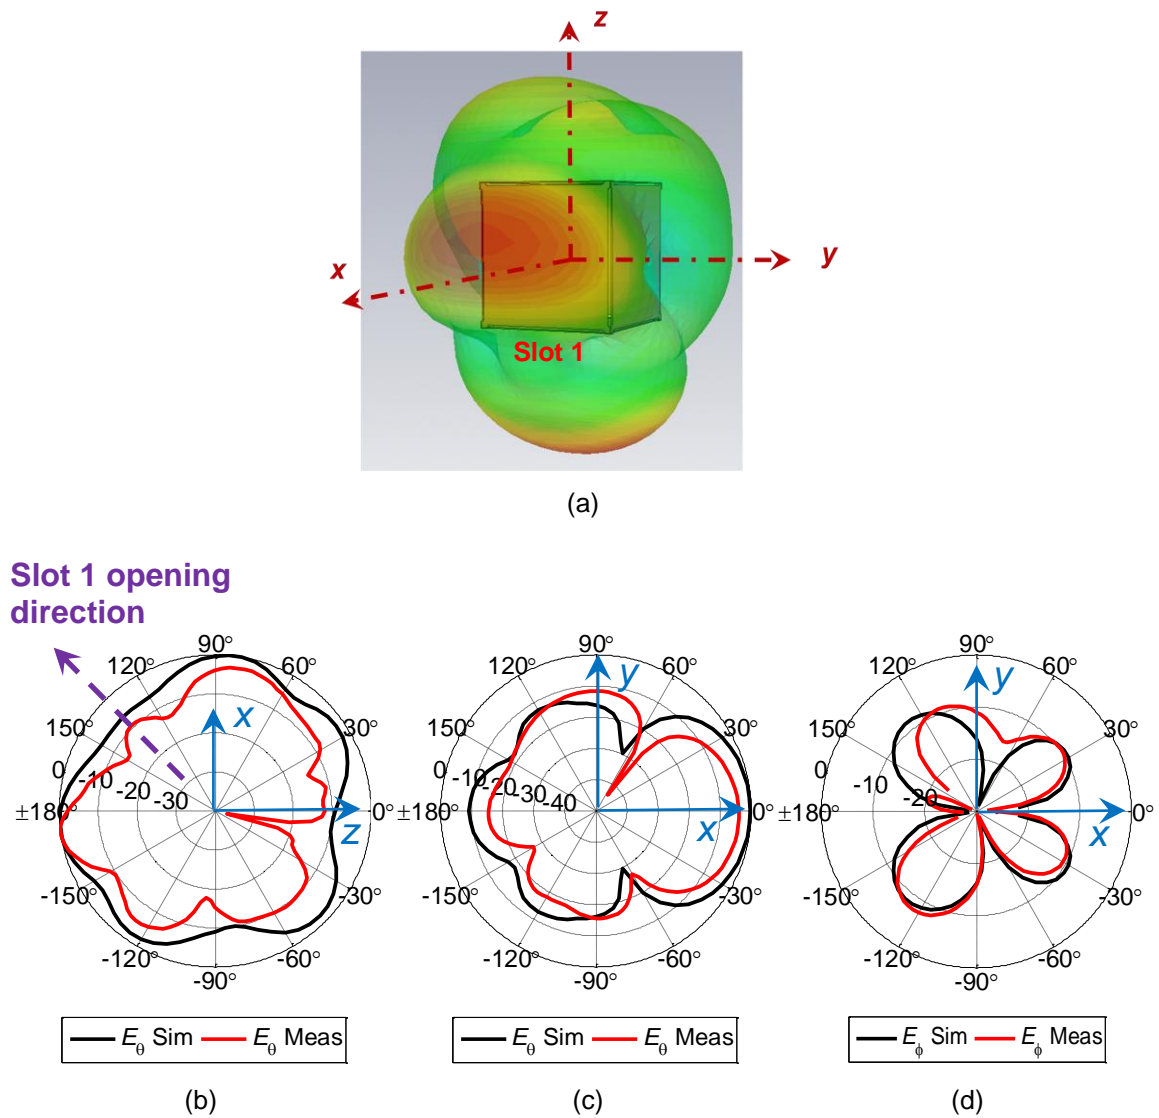 z
y
x
Slot 1
(a)
Slot 1 opening
direction
90°
120°
60°
150°
30°
x
0
-10
-20
-30
±180°
0°
z
-150°
-30°
-120°
-60°
-90°
90°
120°
60°
y
150°
30°
0
-10
-20
-30
-40
±180°
0°
x
-150°
-30°
-120°
-60°
-90°
90°
120°
60°
y
150°
30°
0
-10
-20
±180°
0°
x
-150°
-30°
-120°
-60°
-90°
Eθ Sim Eθ Meas
Eθ Sim Eθ Meas
Eϕ Sim Eϕ Meas
(b)
(c)
(d)